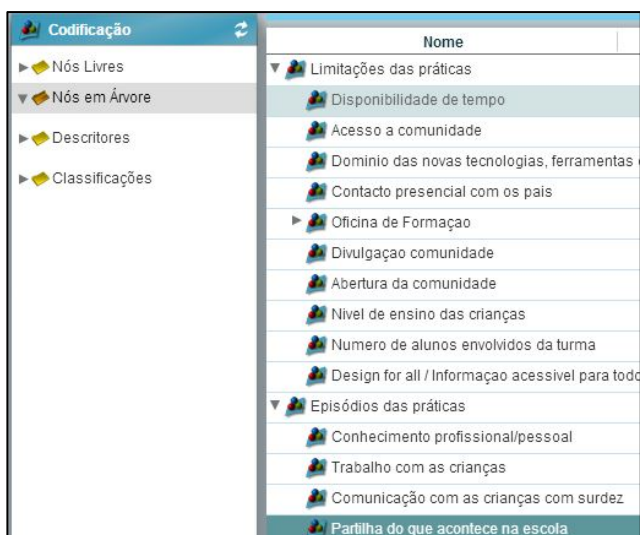 Codificação
Nós Livres
Nós em Árvore
Descritores
Classificações
Nome
Limitações das práticas
Disponibilidade de tempo
Acesso a comunidade
Dominio das novas tecnologias, ferramentas
Contacto presencial com os pais
Oficina de Formaçao
Divulgaçao comunidade
Abertura da comunidade
Nivel de ensino das crianças
Numero de alunos envolvidos da turma
Design for all / Informaçao acessivel para todo
Episódios das práticas
Conhecimento profissional/pessoal
Trabalho com as crianças
Comunicação com as crianças com surdez
Partilha do que acontece na escola